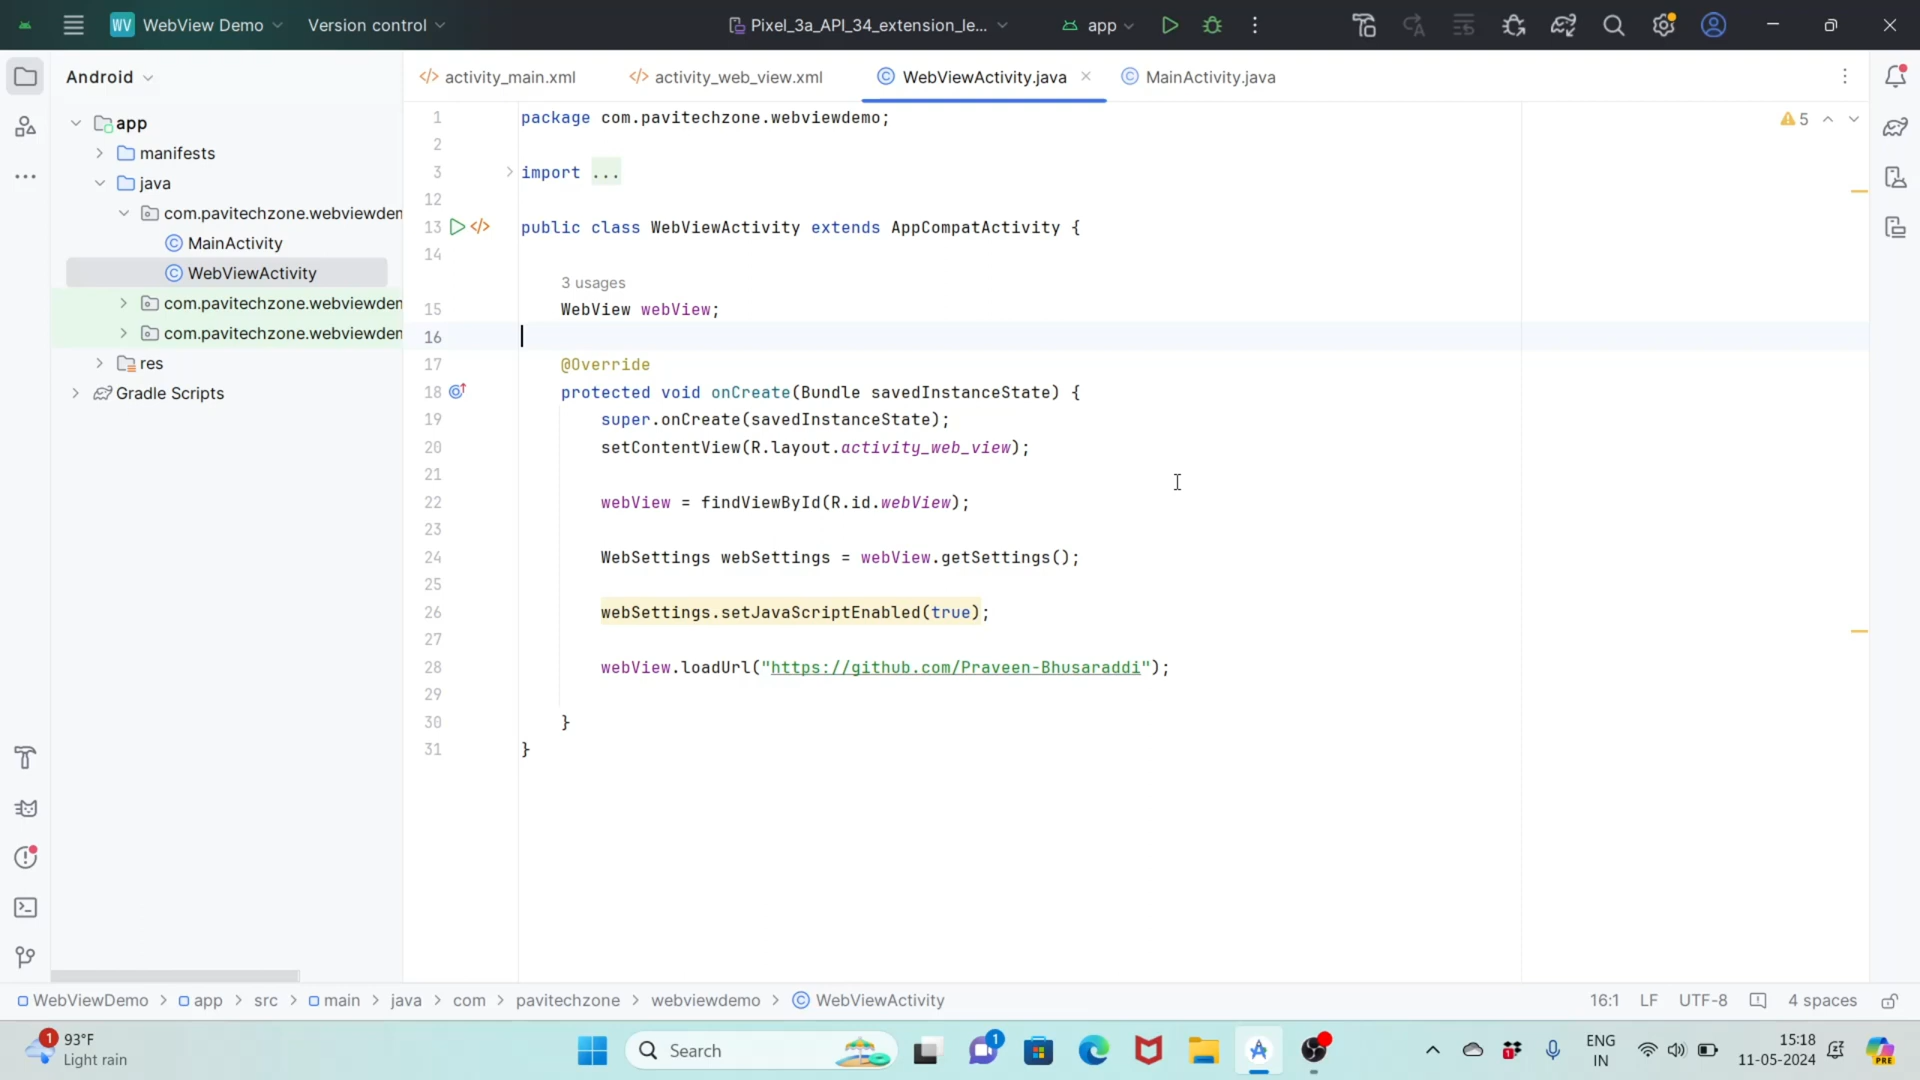 WV WebView Demo Version control Pixel_3a_API_34_extension_le... app
Android
activity_main.xml activity_web_view.xml WebViewActivity.java MainActivity.java
app
manifests
java
com.pavitechzone.webviewden
MainActivity
WebViewActivity
com.pavitechzone.webviewden
com.pavitechzone.webviewden
res
Gradle Scripts
5
1 package com.pavitechzone.webviewdemo;
2
3 import ...
12
13 public class WebViewActivity extends AppCompatActivity {
14
3 usages
15 WebView webView;
16
17 @Override
18 protected void onCreate(Bundle savedInstanceState) {
19 super.onCreate(savedInstanceState);
20 setContentView(R.layout.activity_web_view);
21
22 webView = findViewById(R.id.webView);
23
24 WebSettings webSettings = webView.getSettings();
25
26 webSettings.setJavaScriptEnabled(true);
27
28 webView.loadUrl("https://github.com/Praveen-Bhusaraddi");
29
30 }
31 }
WebViewDemo > app > src > main > java > com > pavitechzone > webviewdemo > WebViewActivity 16:1 LF UTF-8 4 spaces
1 93°F
Light rain
Search
1
1
ENG
IN
15:18
11-05-2024
PRE